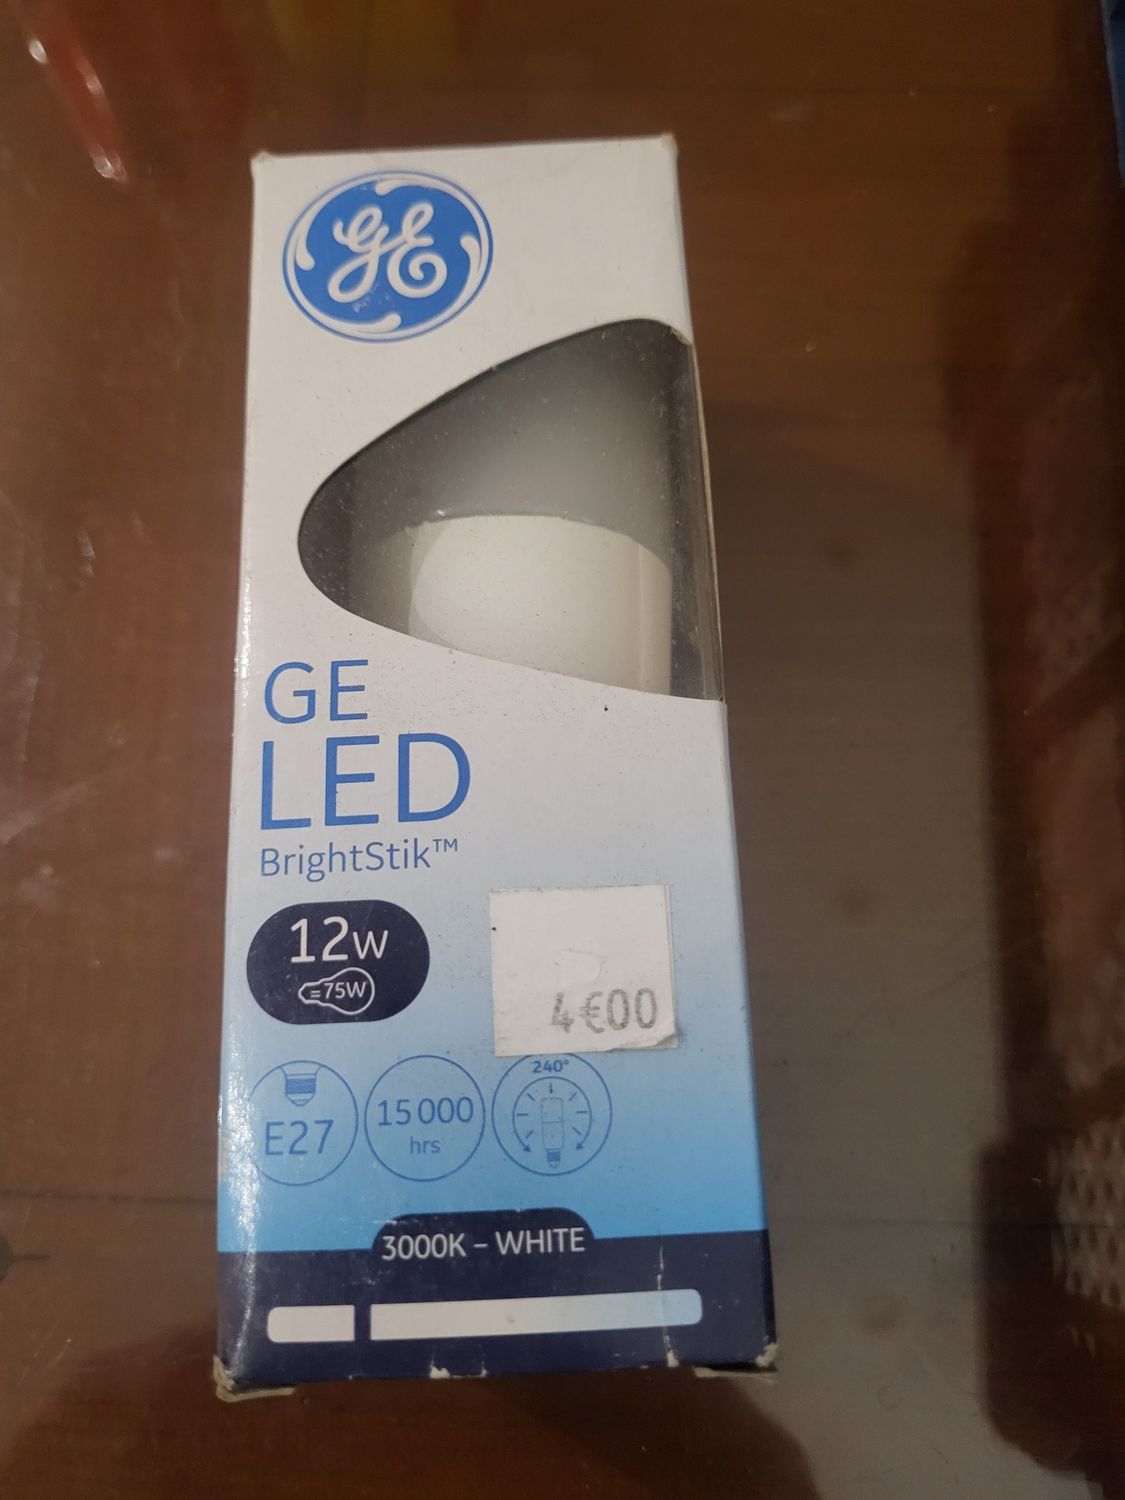 GE
GE
LED
BrightStik™
12W
=75W
4€00
E27
15 000
hrs
240°
3000K – WHITE